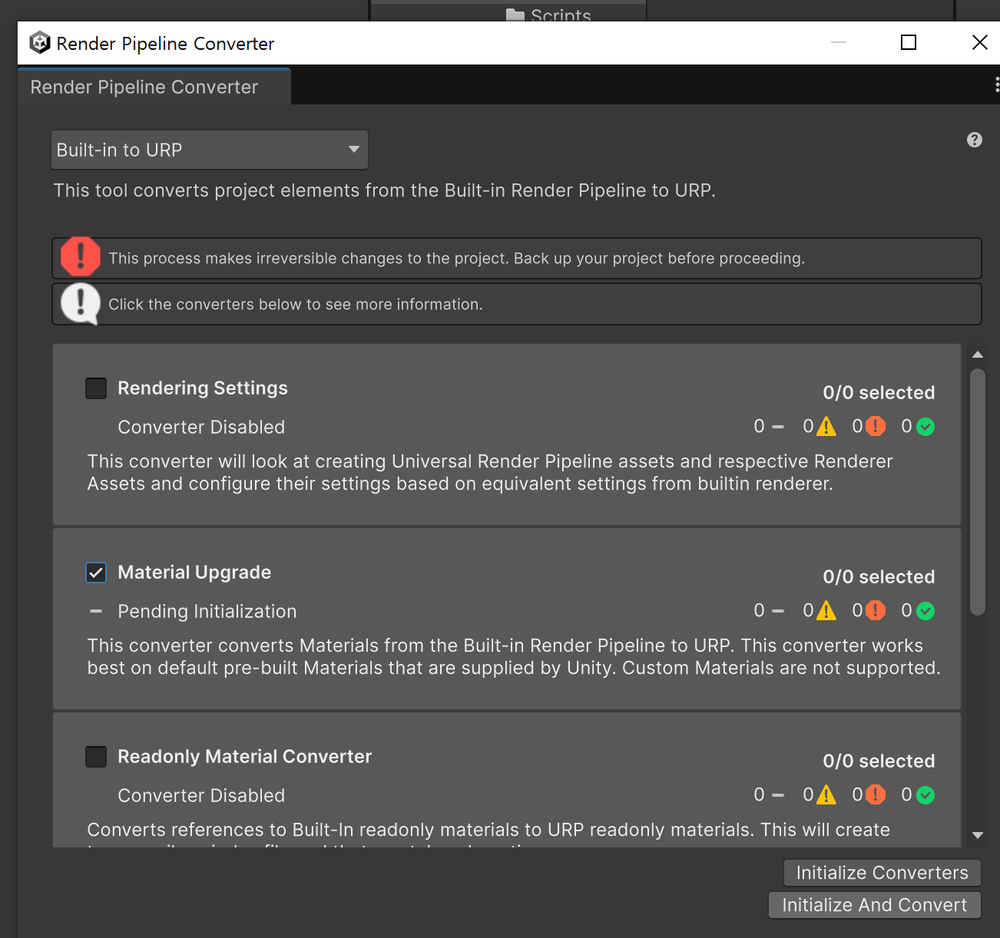 Scripts
Render Pipeline Converter
Render Pipeline Converter
Built-in to URP
This tool converts project elements from the Built-in Render Pipeline to URP.
This process makes irreversible changes to the project. Back up your project before proceeding.
Click the converters below to see more information.
Rendering Settings
0/0 selected
Converter Disabled
0 0 0 0
This converter will look at creating Universal Render Pipeline assets and respective Renderer
Assets and configure their settings based on equivalent settings from builtin renderer.
Material Upgrade
0/0 selected
Pending Initialization
0 0 0 0
This converter converts Materials from the Built-in Render Pipeline to URP. This converter works
best on default pre-built Materials that are supplied by Unity. Custom Materials are not supported.
Readonly Material Converter
0/0 selected
Converter Disabled
0 0 0 0
Converts references to Built-In readonly materials to URP readonly materials. This will create
Initialize Converters
Initialize And Convert